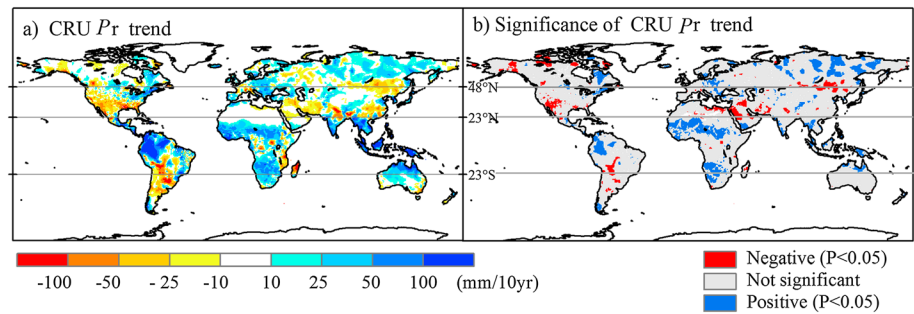 a) CRU Pr trend
b) Significance of CRU Pr trend
48°N
23°N
23°S
-100 -50 -25 -10 10 25 50 100 (mm/10yr)
Negative (P<0.05)
Not significant
Positive (P<0.05)